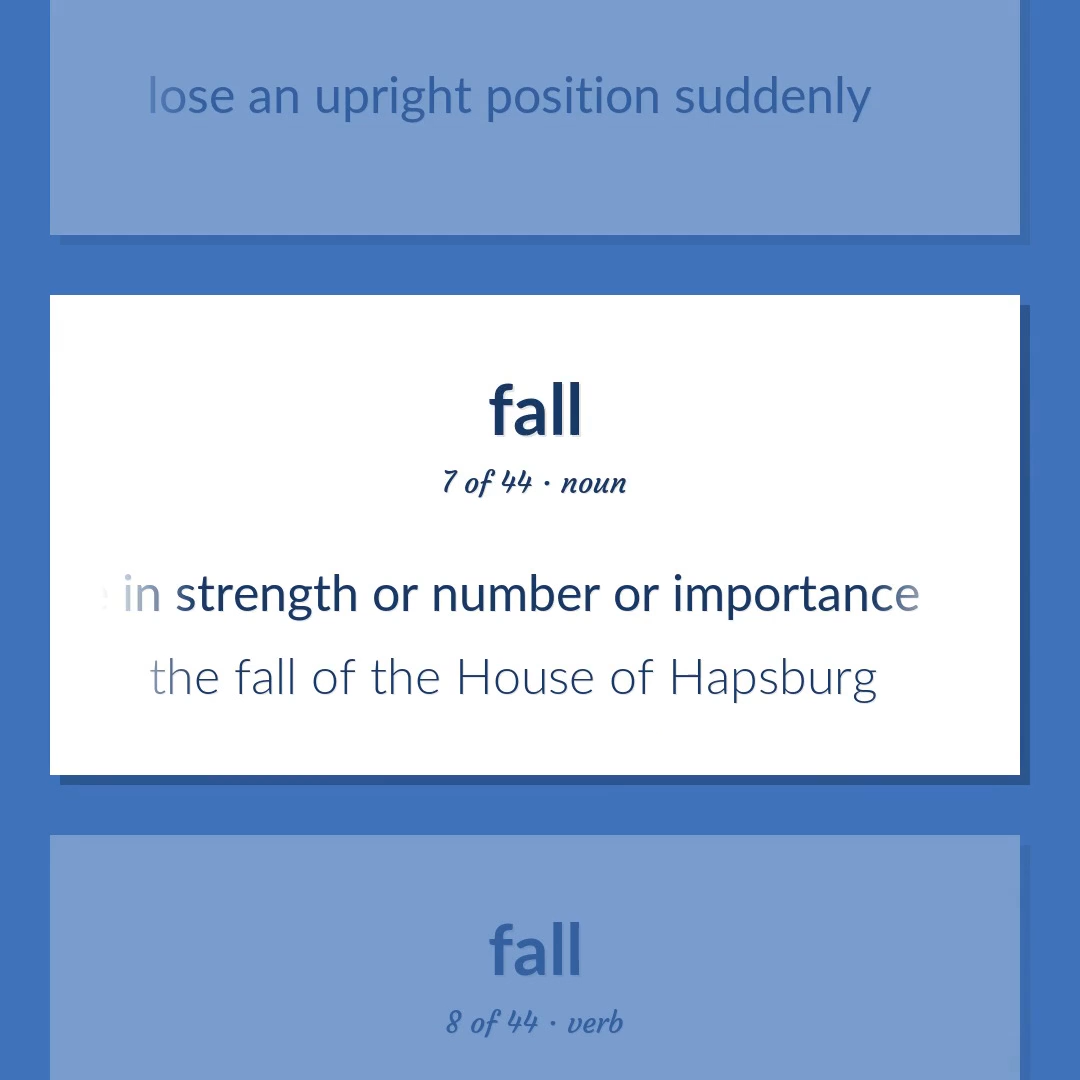 lose an upright position suddenly
fall
7 of 44 · noun
in strength or number or importance
the fall of the House of Hapsburg
fall
8 of 44 · verb